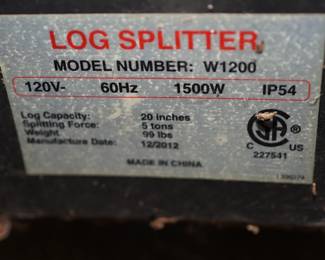 LOG SPLITTER
MODEL NUMBER: W1200
120V~ 60Hz 1500W IP54
Log Capacity: 20 inches
Splitting Force: 5 tons
Weight 99 lbs
Manufacture Date: 12/2012
MADE IN CHINA
C US
227541